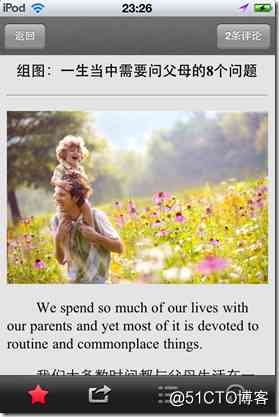 iPod 23:26
返回 2条评论
组图：一生当中需要问父母的8个问题
We spend so much of our lives with
our parents and yet most of it is devoted to
routine and commonplace things.
我们大多数时间都与父母生活在一
@51CTO博客